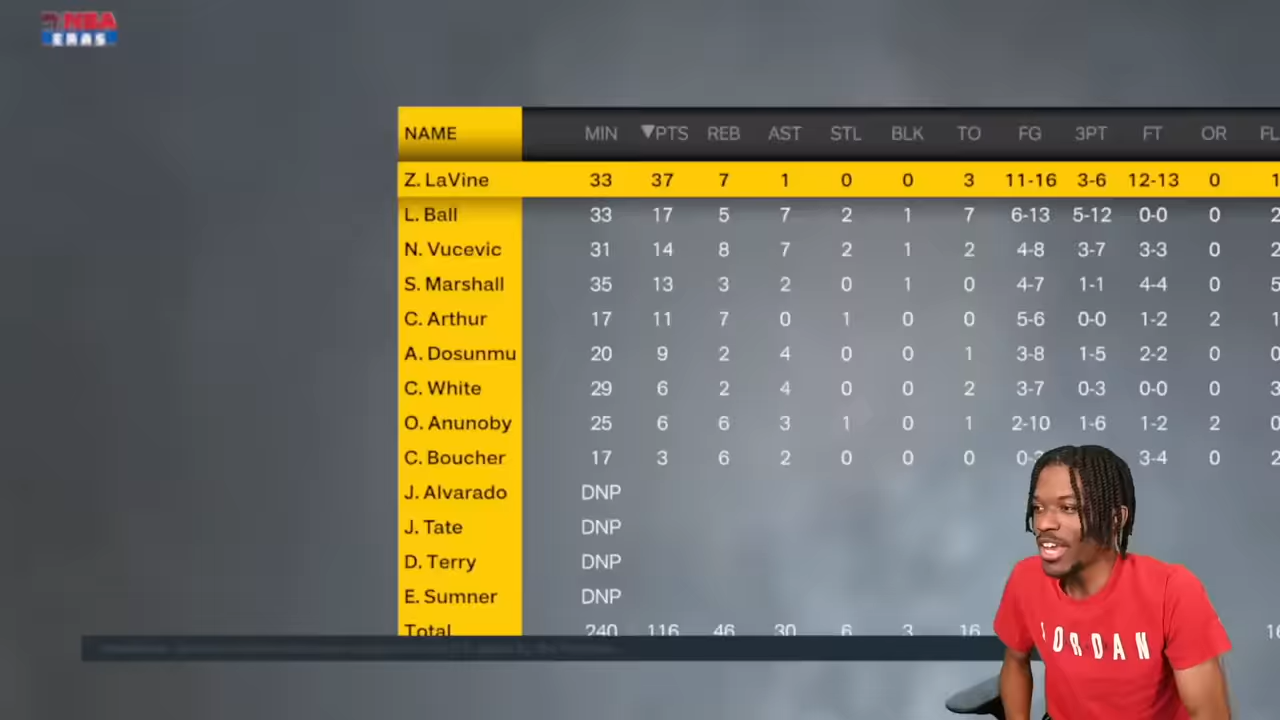 NBA
ERAS
NAME MIN ▼PTS REB AST STL BLK TO FG 3PT FT OR
Z. LaVine 33 37 7 1 0 0 3 11-16 3-6 12-13 0 1
L. Ball 33 17 5 7 2 1 7 6-13 5-12 0-0 0 2
N. Vucevic 31 14 8 7 2 1 2 4-8 3-7 3-3 0 2
S. Marshall 35 13 3 2 0 1 0 4-7 1-1 4-4 0 5
C. Arthur 17 11 7 0 1 0 0 5-6 0-0 1-2 2 1
A. Dosunmu 20 9 2 4 0 0 1 3-8 1-5 2-2 0 0
C. White 29 6 2 4 0 0 2 3-7 0-3 0-0 0 3
O. Anunoby 25 6 6 3 1 0 1 2-10 1-6 1-2 2 0
C. Boucher 17 3 6 2 0 0 0 3-4 0 2
J. Alvarado DNP
J. Tate DNP
D. Terry DNP
E. Sumner DNP
Total 240 116 46 30 6 3 16
JORDAN